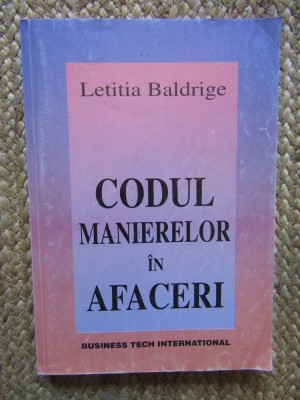 Letitia Baldrige
CODUL
MANIERELOR
ÎN
AFACERI
BUSINESS TECH INTERNATIONAL